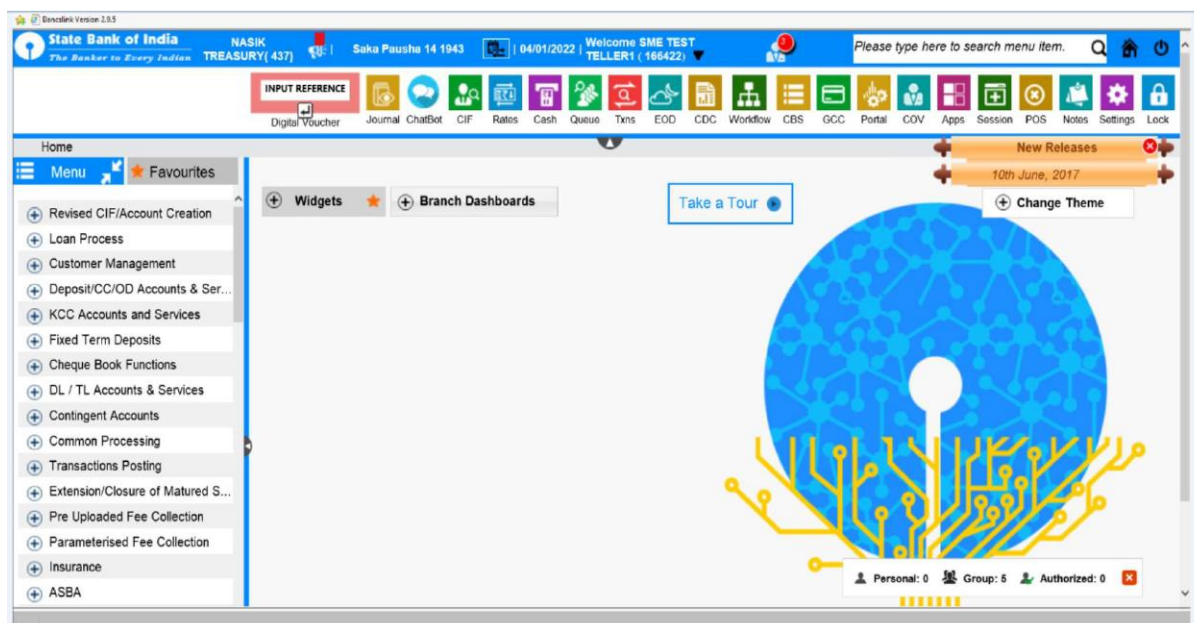 Bancslink Version 2.9.5
State Bank of India
The Banker to Every Indian
NASIK
TREASURY( 437)
Saka Pausha 14 1943
04/01/2022
Welcome SME TEST
TELLER1 ( 166422)
3
Please type here to search menu item.
INPUT REFERENCE
Digital Voucher
Journal ChatBot CIF Rates Cash Queue Txns EOD CDC Workflow CBS GCC Portal COV Apps Session POS Notes Settings Lock
Home
New Releases
Menu
Favourites
10th June, 2017
Widgets
Branch Dashboards
Take a Tour
Change Theme
Revised CIF/Account Creation
Loan Process
Customer Management
Deposit/CC/OD Accounts & Ser...
KCC Accounts and Services
Fixed Term Deposits
Cheque Book Functions
DL / TL Accounts & Services
Contingent Accounts
Common Processing
Transactions Posting
Extension/Closure of Matured S...
Pre Uploaded Fee Collection
Parameterised Fee Collection
Insurance
ASBA
Personal: 0 Group: 5 Authorized: 0